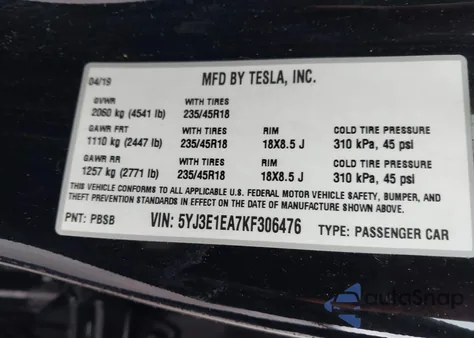 04/19 MFD BY TESLA, INC.
GVWR WITH TIRES
2060 kg (4541 lb) 235/45R18
GAWR FRT WITH TIRES RIM COLD TIRE PRESSURE
1110 kg (2447 lb) 235/45R18 18X8.5 J 310 kPa, 45 psi
GAWR RR WITH TIRES RIM COLD TIRE PRESSURE
1257 kg (2771 lb) 235/45R18 18X8.5 J 310 kPa, 45 psi
THIS VEHICLE CONFORMS TO ALL APPLICABLE U.S. FEDERAL MOTOR VEHICLE SAFETY, BUMPER, AND
THEFT PREVENTION STANDARDS IN EFFECT ON THE DATE OF MANUFACTURE SHOWN ABOVE.
PNT: PBSB VIN: 5YJ3E1EA7KF306476 TYPE: PASSENGER CAR
AutoSnap